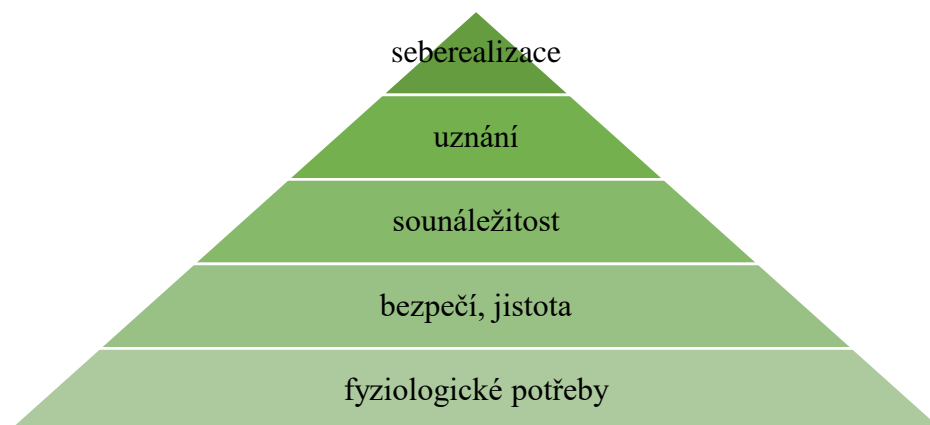 seberealizace
uznání
sounáležitost
bezpečí, jistota
fyziologické potřeby